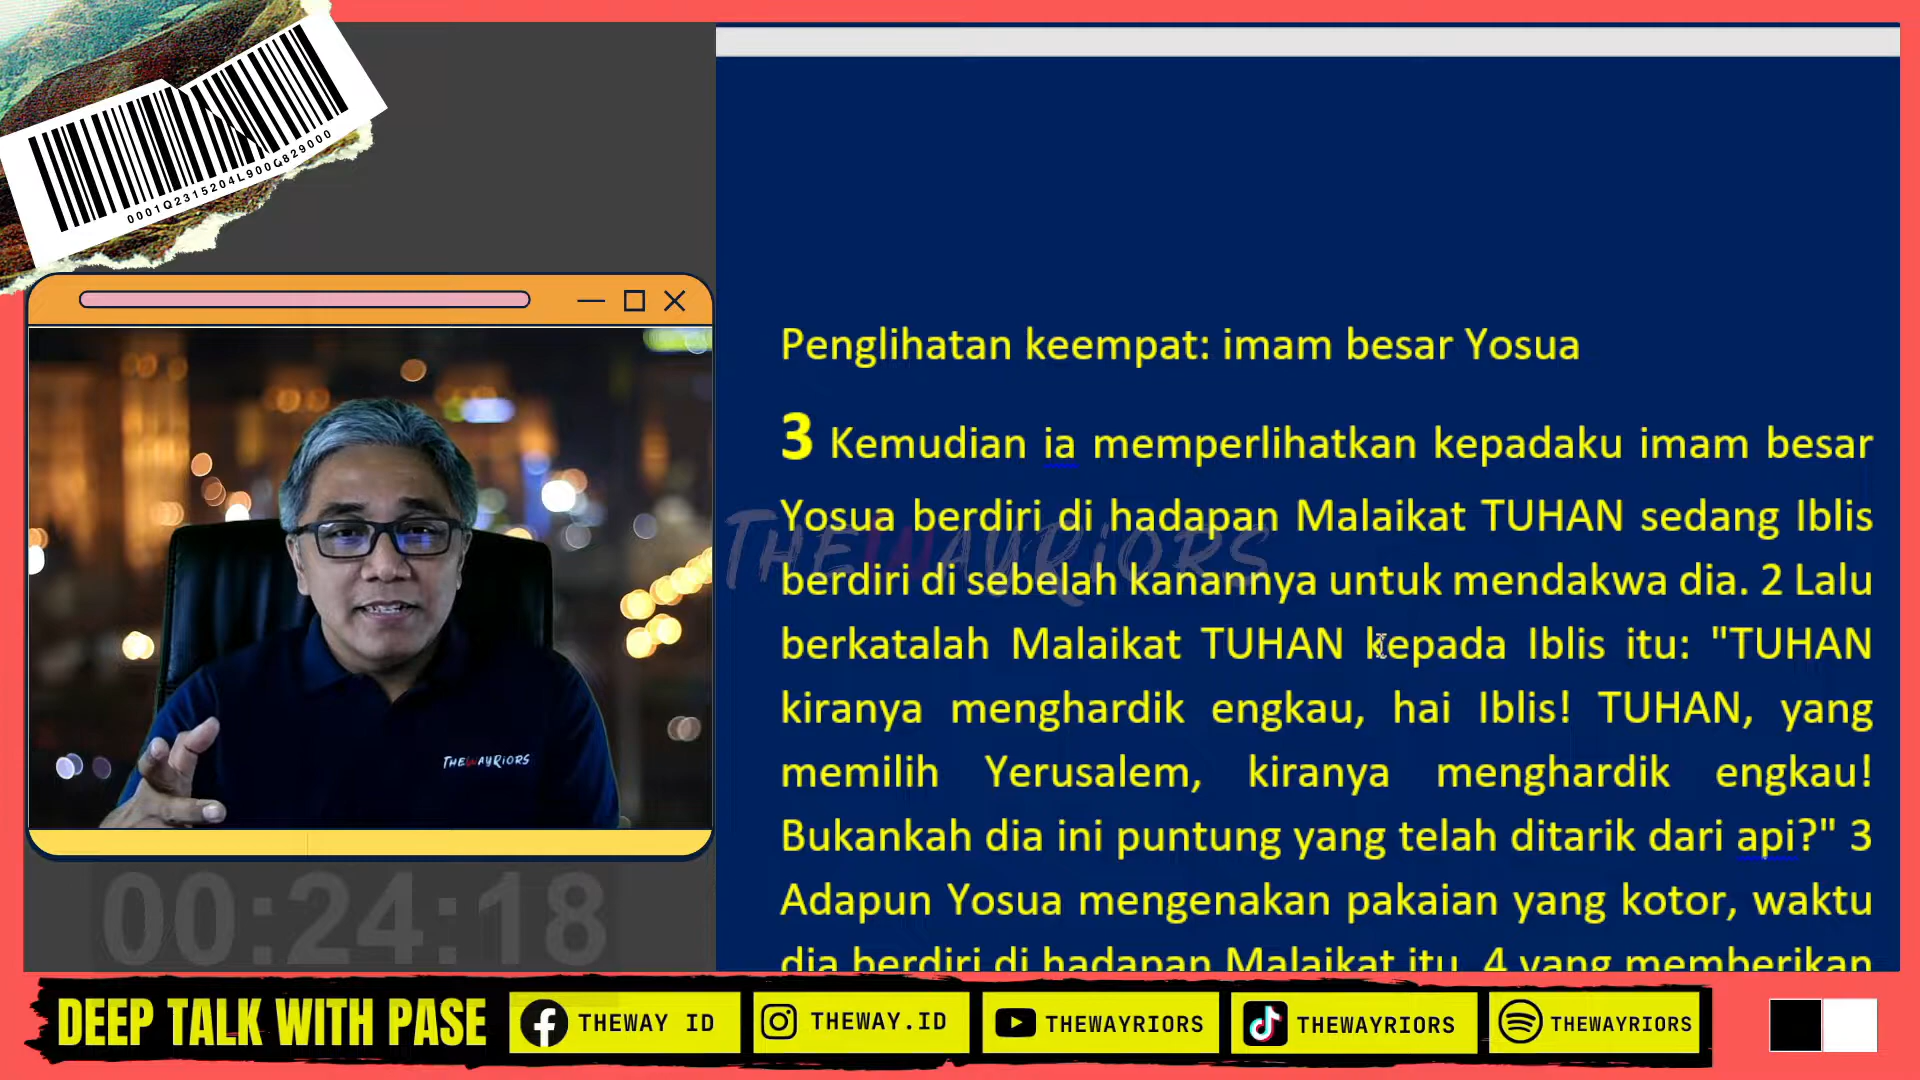 0001Q2315204L900G829000
Penglihatan keempat: imam besar Yosua
3 Kemudian ia memperlihatkan kepadaku imam besar
Yosua berdiri di hadapan Malaikat TUHAN sedang Iblis
berdiri di sebelah kanannya untuk mendakwa dia. 2 Lalu
berkatalah Malaikat TUHAN kepada Iblis itu: "TUHAN
kiranya menghardik engkau, hai Iblis! TUHAN, yang
memilih Yerusalem, kiranya menghardik engkau!
Bukankah dia ini puntung yang telah ditarik dari api?" 3
Adapun Yosua mengenakan pakaian yang kotor, waktu
dia berdiri di hadapan Malaikat itu, 4 yang memberikan
THEWAYRIORS
THEWAYRIORS
00:24:18
DEEP TALK WITH PASE
THEWAY ID
THEWAY.ID
THEWAYRIORS
THEWAYRIORS
THEWAYRIORS